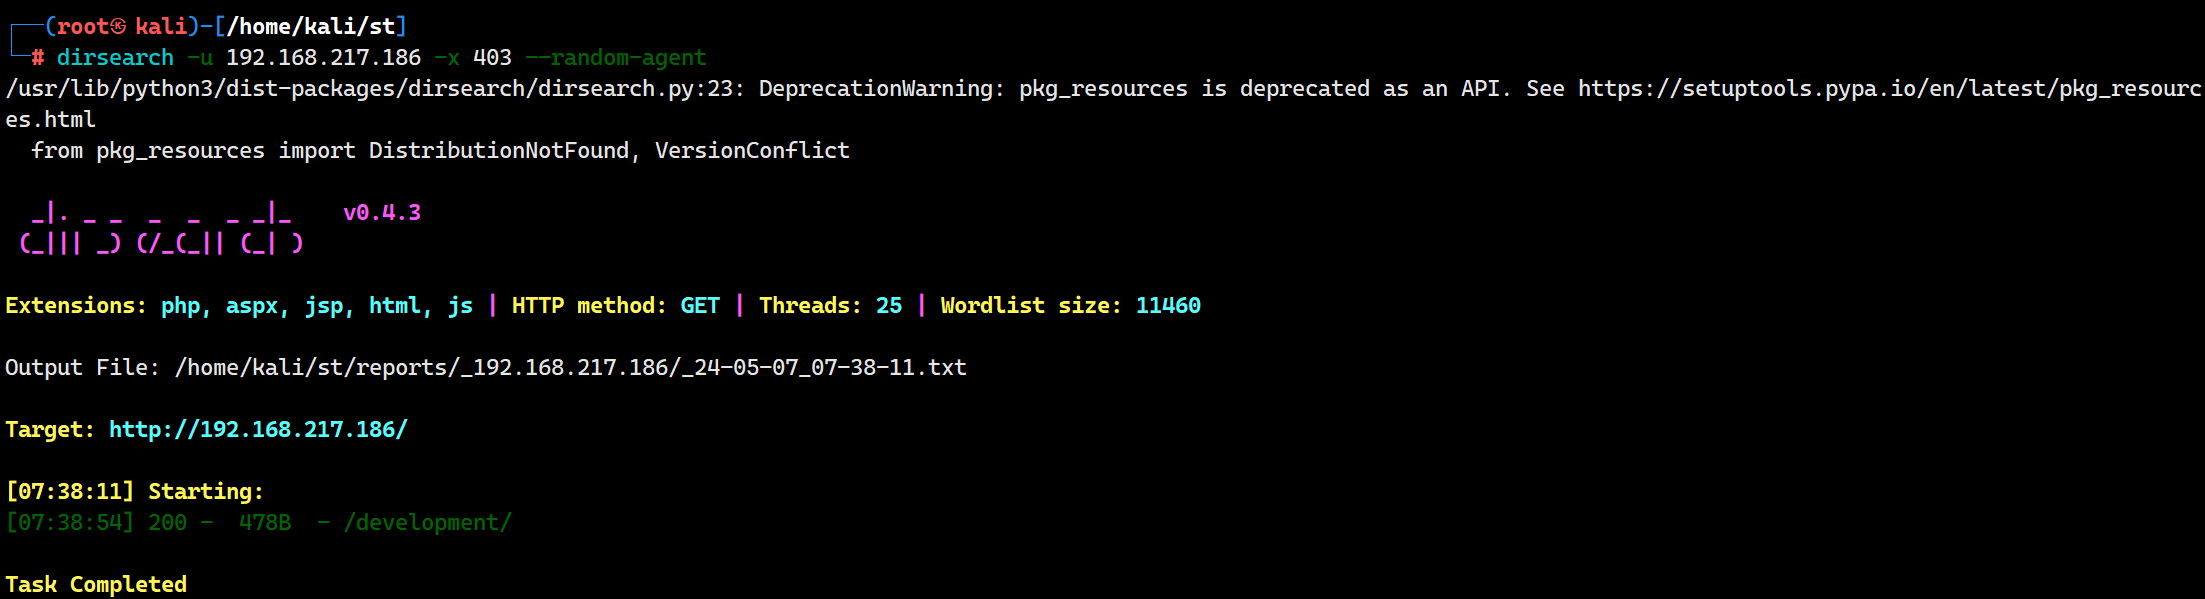 ┌──(root㉿kali)-[/home/kali/st]
└─# dirsearch -u 192.168.217.186 -x 403 --random-agent
/usr/lib/python3/dist-packages/dirsearch/dirsearch.py:23: DeprecationWarning: pkg_resources is deprecated as an API. See https://setuptools.pypa.io/en/latest/pkg_resourc
es.html
  from pkg_resources import DistributionNotFound, VersionConflict

  _|. _ _  _  _  _ _|_    v0.4.3
 (_||| _) (/_(_|| (_| )

Extensions: php, aspx, jsp, html, js | HTTP method: GET | Threads: 25 | Wordlist size: 11460

Output File: /home/kali/st/reports/_192.168.217.186/_24-05-07_07-38-11.txt

Target: http://192.168.217.186/

[07:38:11] Starting:
[07:38:54] 200 -  478B  - /development/

Task Completed